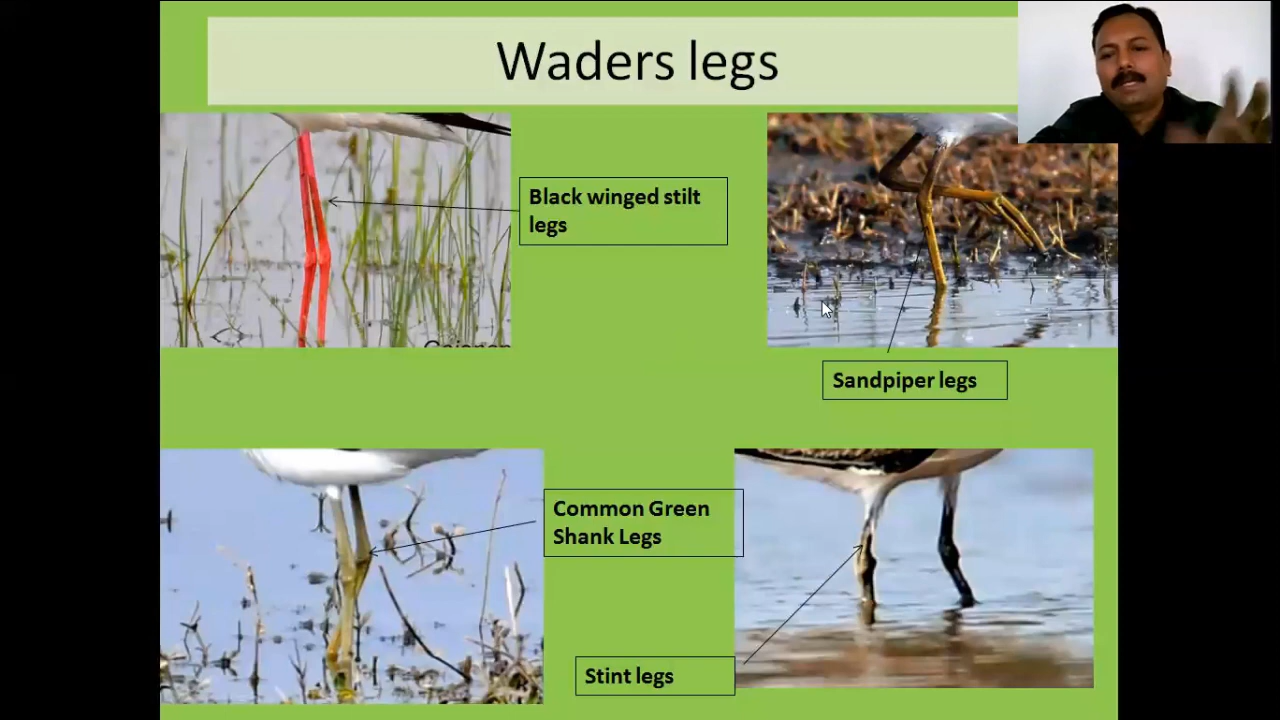 Waders legs
Black winged stilt
legs
Sandpiper legs
Common Green
Shank Legs
Stint legs